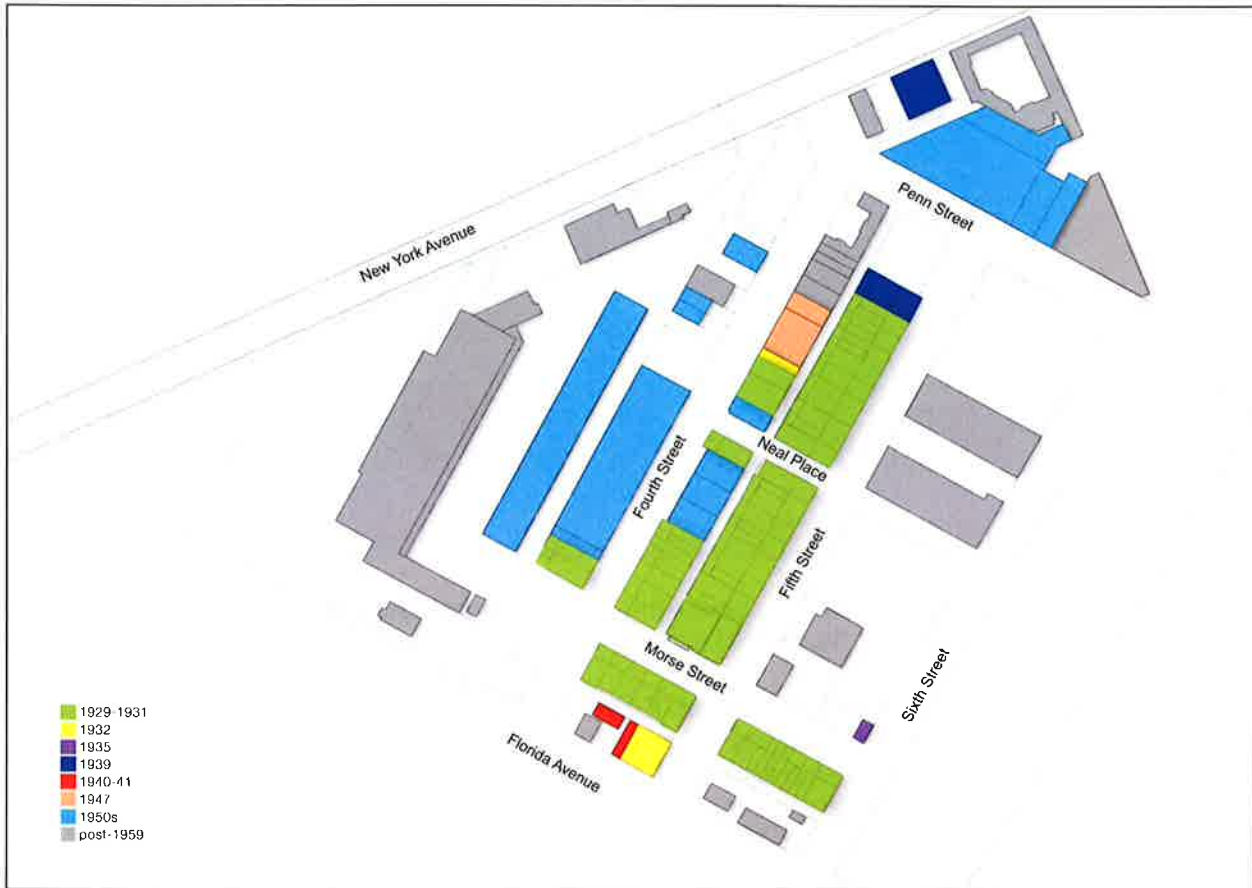 New York Avenue
Penn Street
Neal Place
Fourth Street
Fifth Street
Morse Street
Sixth Street
Florida Avenue
1929-1931
1932
1935
1939
1940-41
1947
1950s
post-1959